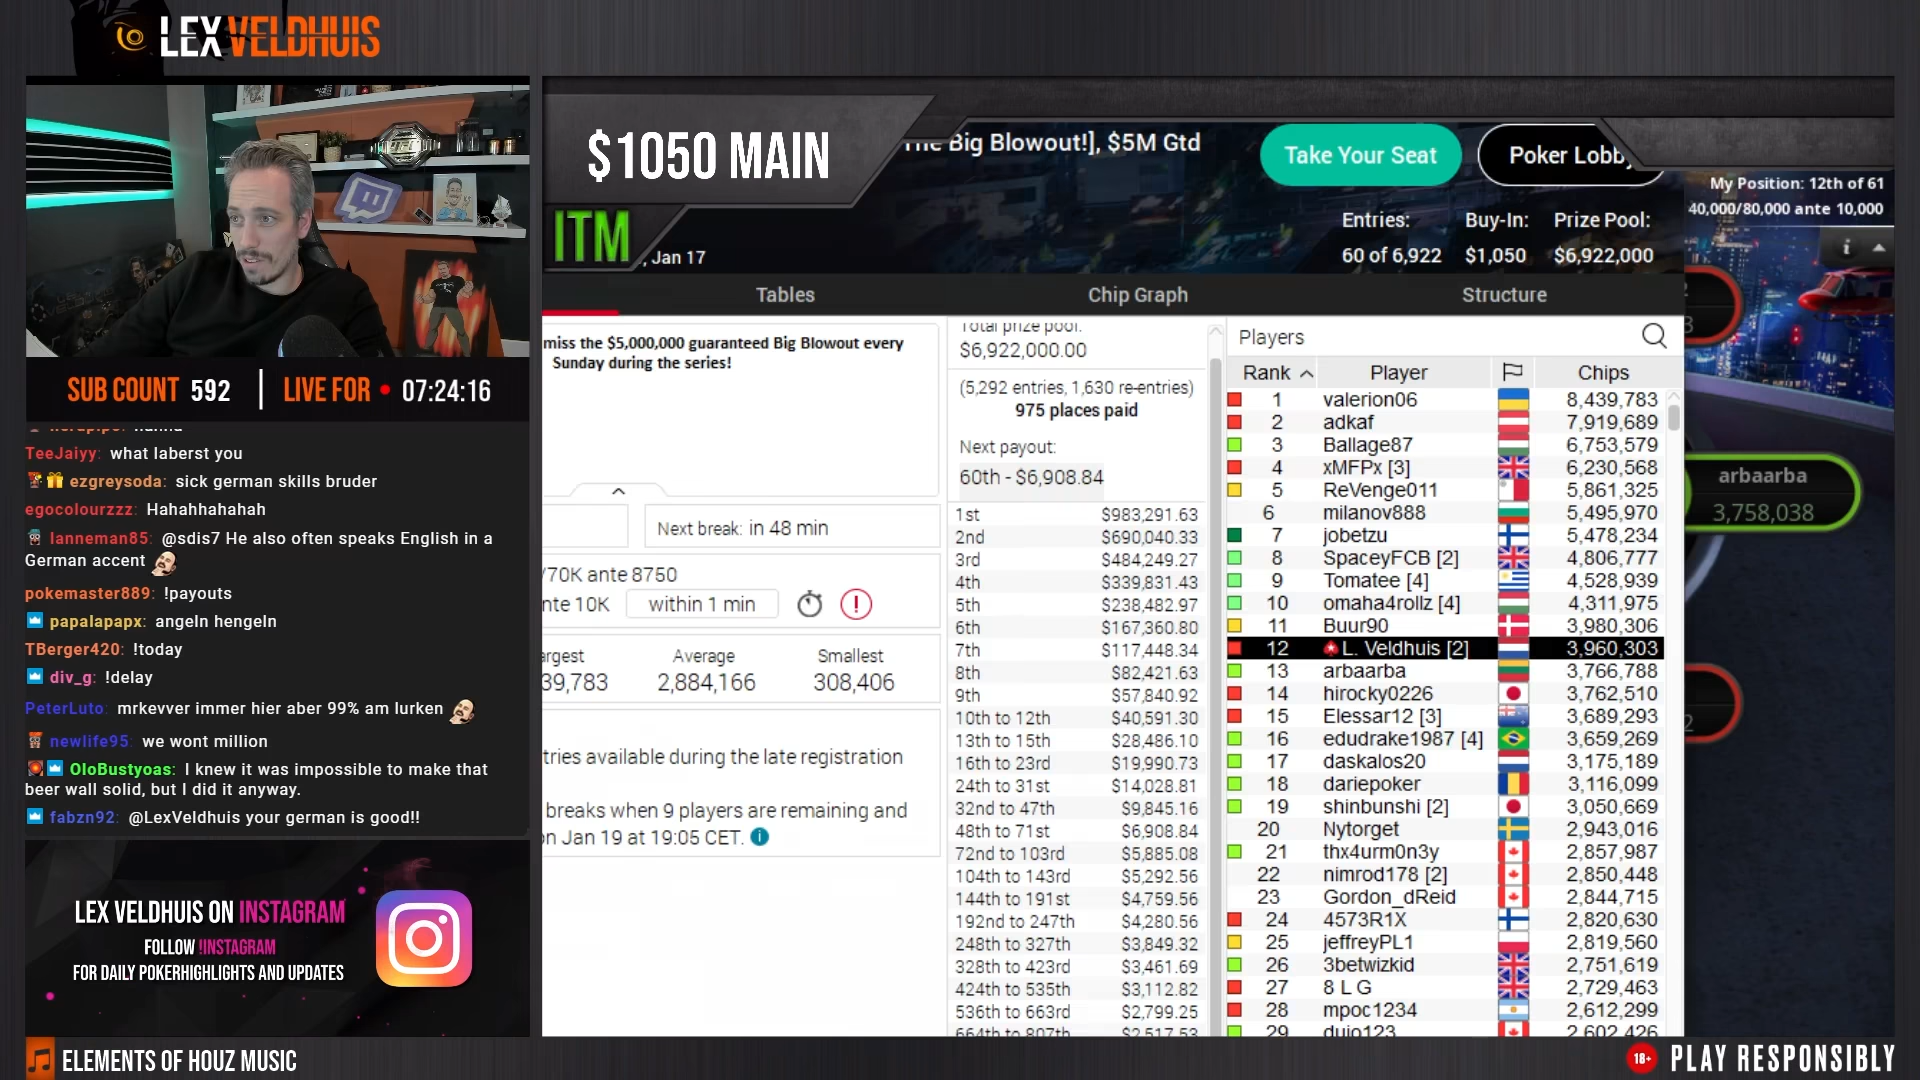 LEX VELDHUIS
$1050 MAIN
ITM
The Big Blowout!], $5M Gtd
Take Your Seat
Poker Lobby
, Jan 17
Entries: Buy-In: Prize Pool:
60 of 6,922 $1,050 $6,922,000
My Position: 12th of 61
40,000/80,000 ante 10,000
Tables Chip Graph Structure
SUB COUNT 592 LIVE FOR 07:24:16
TeeJaiyy: what laberst you
ezgreysoda: sick german skills bruder
egocolourzzz: Hahahhahahah
lanneman85: @sdis7 He also often speaks English in a
German accent
pokemaster889: !payouts
papalapapx: angeln hengeln
TBerger420: !today
div_g: !delay
PeterLuto: mrkevver immer hier aber 99% am lurken
newlife95: we wont million
OloBustyoas: I knew it was impossible to make that
beer wall solid, but I did it anyway.
fabzn92: @LexVeldhuis your german is good!!
LEX VELDHUIS ON INSTAGRAM
FOLLOW !INSTAGRAM
FOR DAILY POKERHIGHLIGHTS AND UPDATES
ELEMENTS OF HOUZ MUSIC
miss the $5,000,000 guaranteed Big Blowout every
Sunday during the series!
Next break: in 48 min
/70K ante 8750
nte 10K within 1 min
argest Average Smallest
39,783 2,884,166 308,406
tries available during the late registration
breaks when 9 players are remaining and
on Jan 19 at 19:05 CET.
Total prize pool:
$6,922,000.00
(5,292 entries, 1,630 re-entries)
975 places paid
Next payout:
60th - $6,908.84
1st $983,291.63
2nd $690,040.33
3rd $484,249.27
4th $339,831.43
5th $238,482.97
6th $167,360.80
7th $117,448.34
8th $82,421.63
9th $57,840.92
10th to 12th $40,591.30
13th to 15th $28,486.10
16th to 23rd $19,990.73
24th to 31st $14,028.81
32nd to 47th $9,845.16
48th to 71st $6,908.84
72nd to 103rd $5,885.08
104th to 143rd $5,292.56
144th to 191st $4,759.56
192nd to 247th $4,280.56
248th to 327th $3,849.32
328th to 423rd $3,461.69
424th to 535th $3,112.82
536th to 663rd $2,799.25
664th to 807th $2,517.53
Players
Rank Player Chips
1 valerion06 8,439,783
2 adkaf 7,919,689
3 Ballage87 6,753,579
4 xMFPx [3] 6,230,568
5 ReVenge011 5,861,325
6 milanov888 5,495,970
7 jobetzu 5,478,234
8 SpaceyFCB [2] 4,806,777
9 Tomatee [4] 4,528,939
10 omaha4rollz [4] 4,311,975
11 Buur90 3,980,306
12 L. Veldhuis [2] 3,960,303
13 arbaarba 3,766,788
14 hirocky0226 3,762,510
15 Elessar12 [3] 3,689,293
16 edudrake1987 [4] 3,659,269
17 daskalos20 3,175,189
18 dariepoker 3,116,099
19 shinbunshi [2] 3,050,669
20 Nytorget 2,943,016
21 thx4urm0n3y 2,857,987
22 nimrod178 [2] 2,850,448
23 Gordon_dReid 2,844,715
24 4573R1X 2,820,630
25 jeffreyPL1 2,819,560
26 3betwizkid 2,751,619
27 8 L G 2,729,463
28 mpoc1234 2,612,299
29 dujo123 2,602,426
arbaarba
3,758,038
18+ PLAY RESPONSIBLY